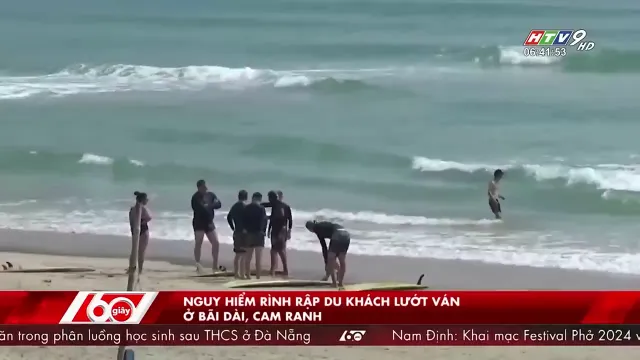 HTV9 HD
06:41:53
60 giây
NGUY HIỂM RÌNH RẬP DU KHÁCH LƯỚT VÁN
Ở BÃI DÀI, CAM RANH
ăn trong phân luồng học sinh sau THCS ở Đà Nẵng 60 giây Nam Định: Khai mạc Festival Phở 2024